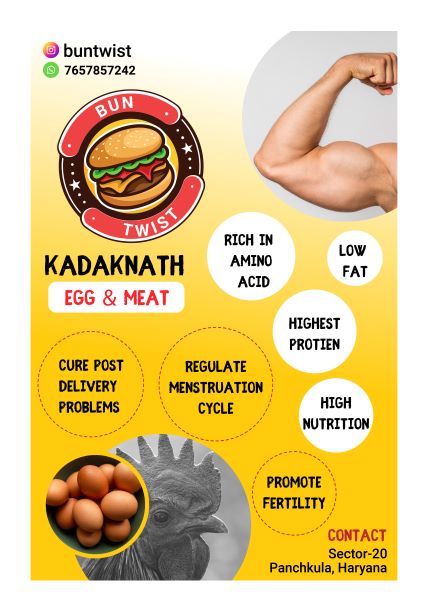 buntwist
7657857242
BUN
TWIST
KADAKNATH
EGG & MEAT
RICH IN
AMINO
ACID
LOW
FAT
HIGHEST
PROTIEN
HIGH
NUTRITION
CURE POST
DELIVERY
PROBLEMS
REGULATE
MENSTRUATION
CYCLE
PROMOTE
FERTILITY
CONTACT
Sector-20
Panchkula, Haryana